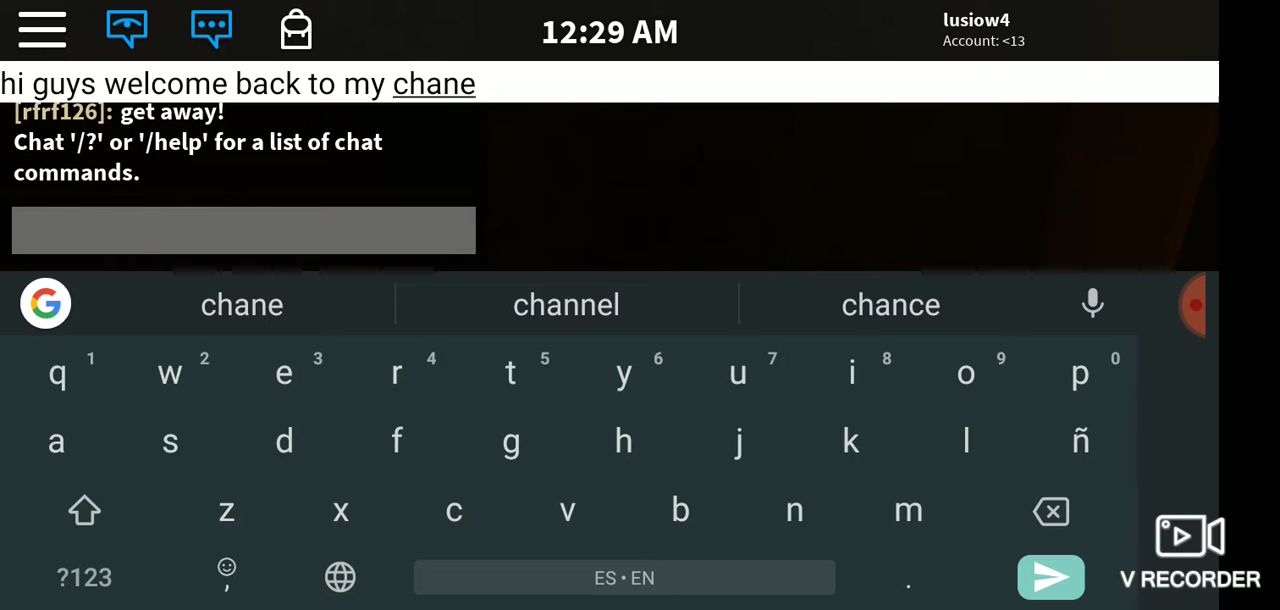 12:29 AM
lusiow4
Account: <13
hi guys welcome back to my chane
[rfrf126]: get away!
Chat '/?' or '/help' for a list of chat
commands.
G chane channel chance
q 1 w 2 e 3 r 4 t 5 y 6 u 7 i 8 o 9 p 0
a s d f g h j k l ñ
z x c v b n m
?123 , ES • EN .
V RECORDER